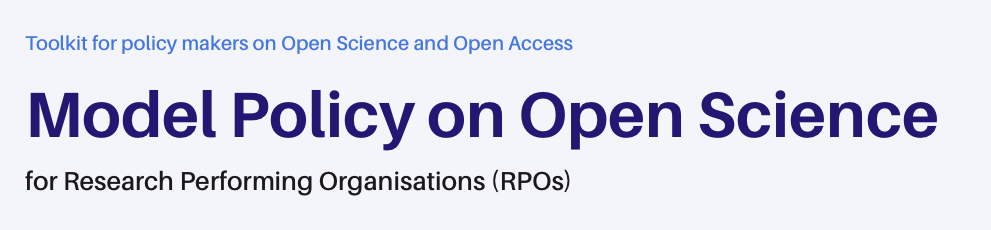 Toolkit for policy makers on Open Science and Open Access
Model Policy on Open Science
for Research Performing Organisations (RPOs)